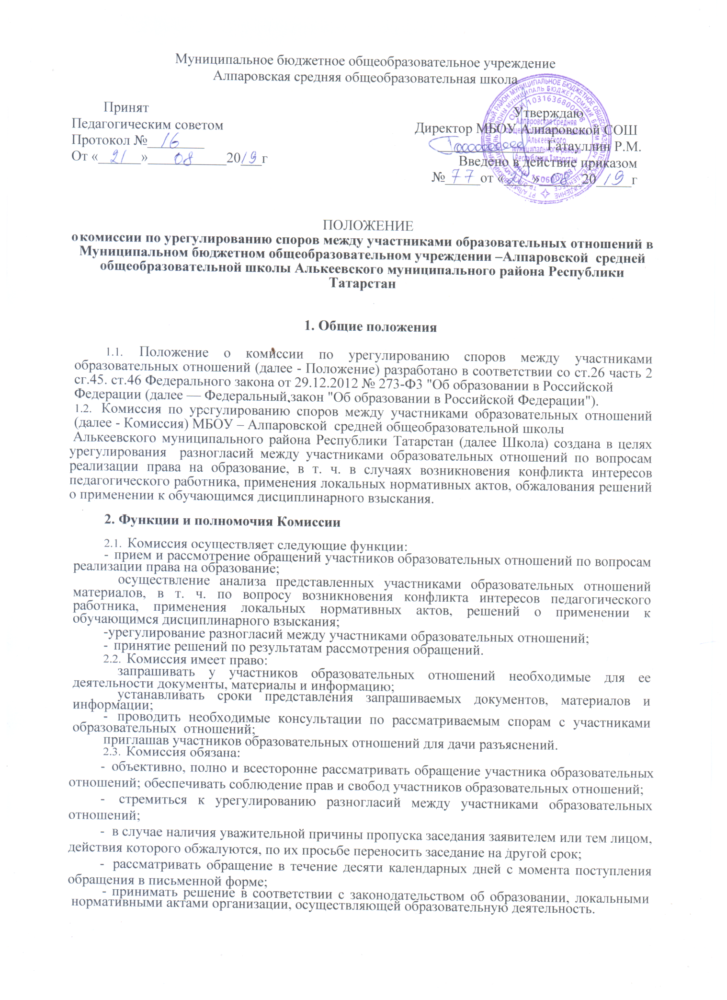 Муниципальное бюджетное общеобразовательное учреждение
Алпаровская средняя общеобразовательная школа
Принят
Педагогическим советом
Протокол № 16
От « 21 » 08 2019 г
Утверждаю
Директор МБОУ Алпаровской СОШ
Гатауллин Р.М.
Введено в действие приказом
№ 77 от « 21 » 08 2019 г
Алпаровская средняя
общеобразовательная школа
Алькеевского
муниципального района
Республики Татарстан
ПОЛОЖЕНИЕ
о комиссии по урегулированию споров между участниками образовательных отношений в
Муниципальном бюджетном общеобразовательном учреждении –Алпаровской средней
общеобразовательной школы Алькеевского муниципального района Республики
Татарстан
1. Общие положения
1.1. Положение о комиссии по урегулированию споров между участниками
образовательных отношений (далее - Положение) разработано в соответствии со ст.26 часть 2
сг.45. ст.46 Федерального закона от 29.12.2012 № 273-ФЗ "Об образовании в Российской
Федерации (далее — Федеральный.закон "Об образовании в Российской Федерации").
1.2. Комиссия по урегулированию споров между участниками образовательных отношений
(далее - Комиссия) МБОУ – Алпаровской средней общеобразовательной школы
Алькеевского муниципального района Республики Татарстан (далее Школа) создана в целях
урегулирования разногласий между участниками образовательных отношений по вопросам
реализации права на образование, в т. ч. в случаях возникновения конфликта интересов
педагогического работника, применения локальных нормативных актов, обжалования решений
о применении к обучающимся дисциплинарного взыскания.
2. Функции и полномочия Комиссии
2.1. Комиссия осуществляет следующие функции:
- прием и рассмотрение обращений участников образовательных отношений по вопросам
реализации права на образование;
осуществление анализа представленных участниками образовательных отношений
материалов, в т. ч. по вопросу возникновения конфликта интересов педагогического
работника, применения локальных нормативных актов, решений о применении к
обучающимся дисциплинарного взыскания;
-урегулирование разногласий между участниками образовательных отношений;
- принятие решений по результатам рассмотрения обращений.
2.2. Комиссия имеет право:
запрашивать у участников образовательных отношений необходимые для ее
деятельности документы, материалы и информацию;
устанавливать сроки представления запрашиваемых документов, материалов и
информации;
- проводить необходимые консультации по рассматриваемым спорам с участниками
образовательных отношений;
приглашав участников образовательных отношений для дачи разъяснений.
2.3. Комиссия обязана:
- объективно, полно и всесторонне рассматривать обращение участника образовательных
отношений; обеспечивать соблюдение прав и свобод участников образовательных отношений;
- стремиться к урегулированию разногласий между участниками образовательных
отношений;
- в случае наличия уважительной причины пропуска заседания заявителем или тем лицом,
действия которого обжалуются, по их просьбе переносить заседание на другой срок;
- рассматривать обращение в течение десяти календарных дней с момента поступления
обращения в письменной форме;
- принимать решение в соответствии с законодательством об образовании, локальными
нормативными актами организации, осуществляющей образовательную деятельность.